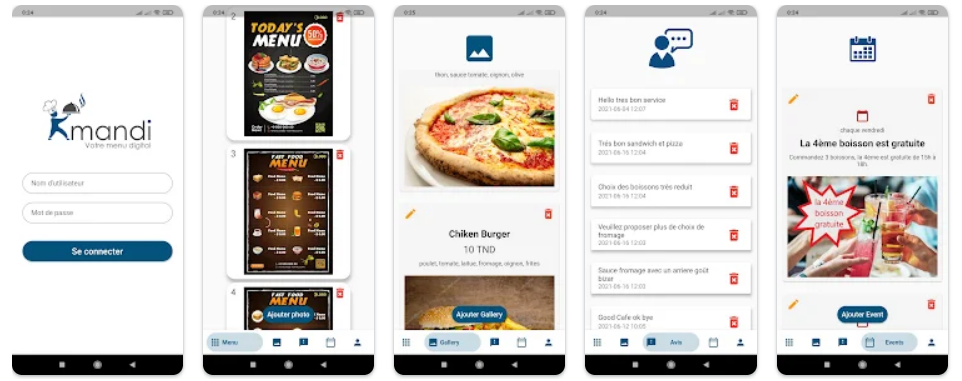 0:24
Kmandi
Votre menu digital
Nom d'utilisateur
Mot de passe
Se connecter
0:24
2
TODAY'S
MENU
50%
3
FAST FOOD
MENU
4
FAST FOOD
MENU
Ajouter photo
Menu
0:25
thon, sauce tomate, oignon, olive
Chiken Burger
10 TND
poulet, tomate, laitue, fromage, oignon, frites
Ajouter Gallery
Gallery
0:24
Hello tres bon service
2021-06-04 12:07
Trés bon sandwich et pizza
2021-06-16 12:04
Choix des boissons trés reduit
2021-06-16 12:04
Veuillez proposer plus de choix de
fromage
2021-06-16 12:03
Sauce fromage avec un arriere goût
bizar
2021-06-16 12:03
Good Cafe ok bye
2021-06-12 10:05
Avis
0:24
chaque vendredi
La 4ème boisson est gratuite
Commandez 3 boissons, la 4ème est gratuite de 15h à
18h
la 4ème
boisson
gratuite
Ajouter Event
Events